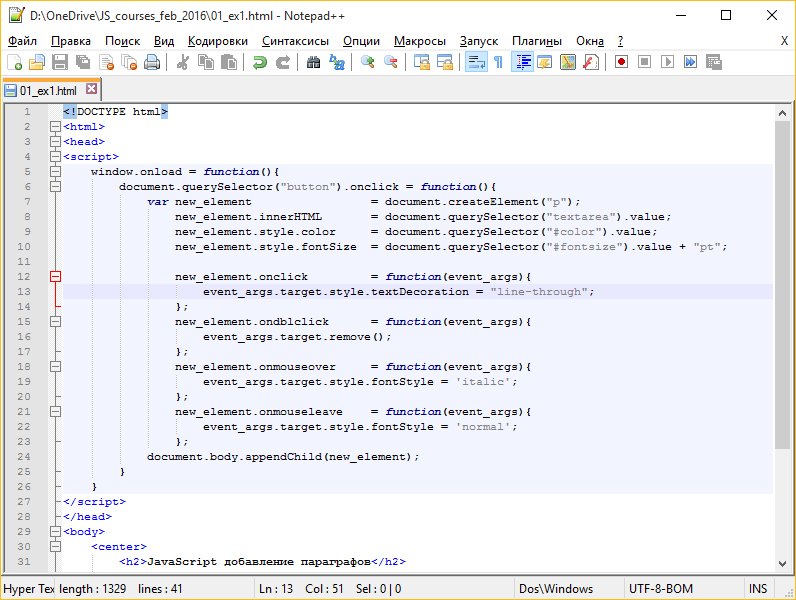 D:\OneDrive\JS_courses_feb_2016\01_ex1.html - Notepad++
Файл Правка Поиск Вид Кодировки Синтаксисы Опции Макросы Запуск Плагины Окна ? X
01_ex1.html
1 <!DOCTYPE html>
2 <html>
3 <head>
4 <script>
5 window.onload = function(){
6 document.querySelector("button").onclick = function(){
7 var new_element = document.createElement("p");
8 new_element.innerHTML = document.querySelector("textarea").value;
9 new_element.style.color = document.querySelector("#color").value;
10 new_element.style.fontSize = document.querySelector("#fontsize").value + "pt";
11
12 new_element.onclick = function(event_args){
13 event_args.target.style.textDecoration = "line-through";
14 };
15 new_element.ondblclick = function(event_args){
16 event_args.target.remove();
17 };
18 new_element.onmouseover = function(event_args){
19 event_args.target.style.fontStyle = 'italic';
20 };
21 new_element.onmouseleave = function(event_args){
22 event_args.target.style.fontStyle = 'normal';
23 };
24 document.body.appendChild(new_element);
25 }
26 }
27 </script>
28 </head>
29 <body>
30 <center>
31 <h2>JavaScript добавление параграфов</h2>
Hyper Tex length : 1329 lines : 41 Ln : 13 Col : 51 Sel : 0 | 0 Dos\Windows UTF-8-BOM INS